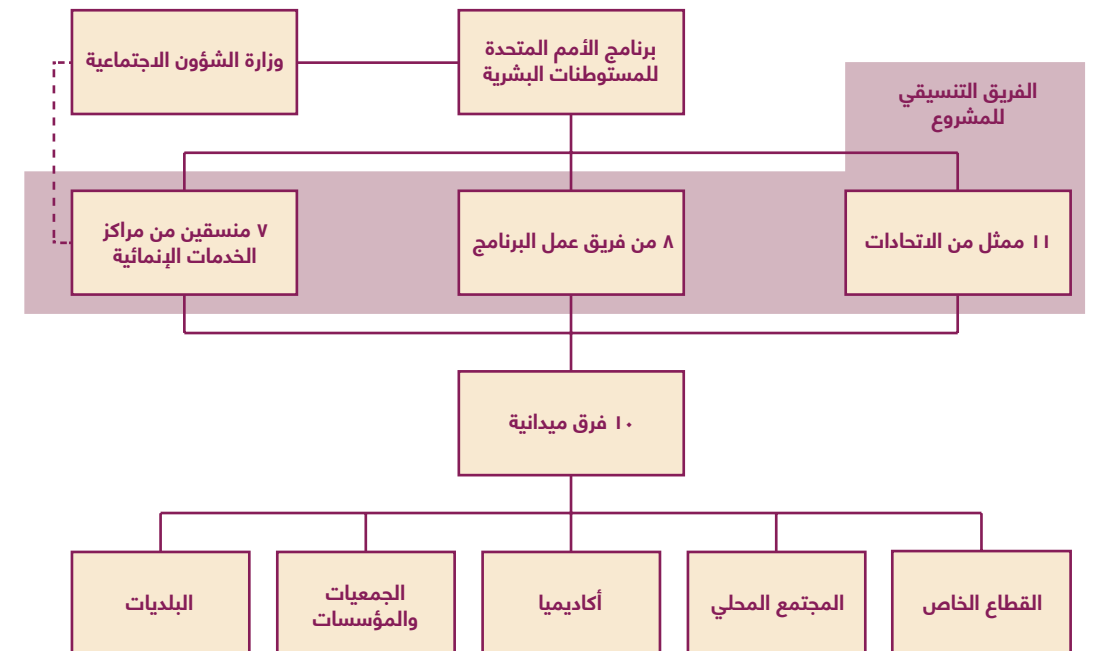 برنامج الأمم المتحدة
للمستوطنات البشرية
وزارة الشؤون الاجتماعية
الفريق التنسيقي
للمشروع
١١ ممثل من الاتحادات
٨ من فريق عمل البرنامج
٧ منسقين من مراكز
الخدمات الإنمائية
١٠ فرق ميدانية
القطاع الخاص
المجتمع المحلي
أكاديميا
الجمعيات
والمؤسسات
البلديات